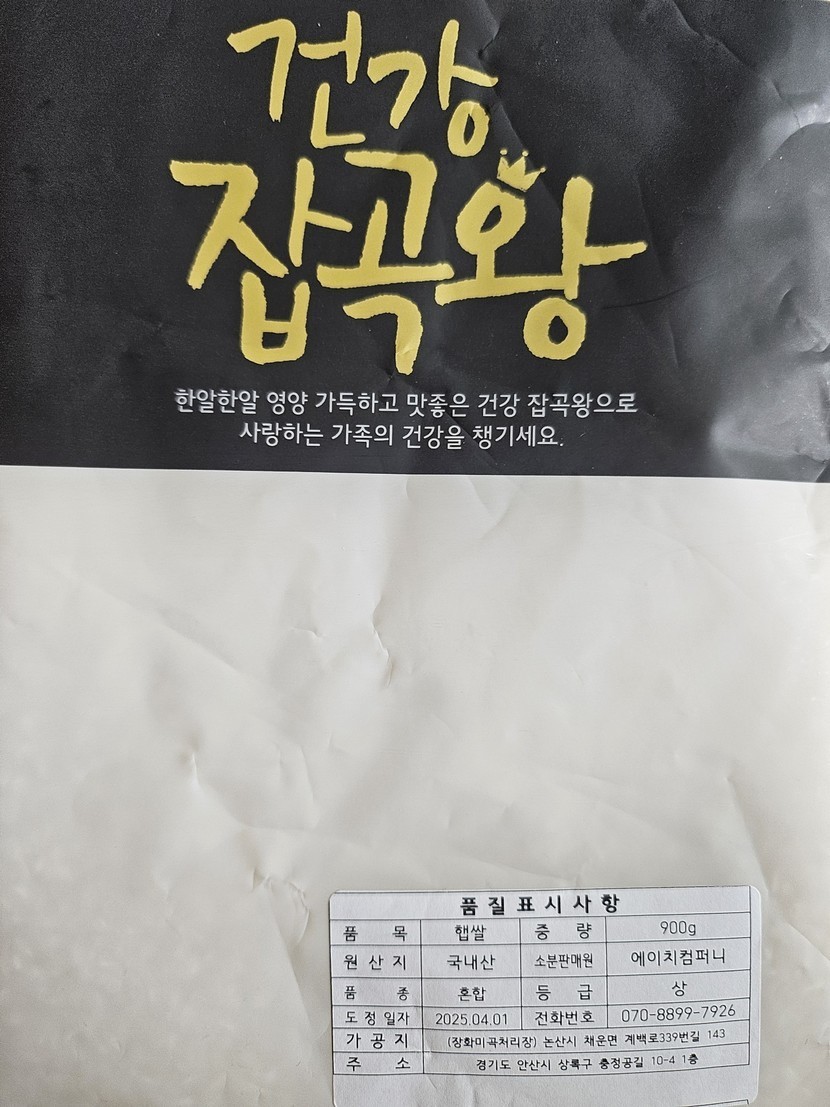 건강
잡곡왕
한알한알 영양 가득하고 맛좋은 건강 잡곡왕으로
사랑하는 가족의 건강을 챙기세요.
품질표시사항
품 목 햅쌀 중 량 900g
원산지 국내산 소분판매원 에이치컴퍼니
품 종 혼합 등 급 상
도정일자 2025.04.01 전화번호 070-8899-7926
가공지 (장화미곡처리장) 논산시 채운면 계백로339번길 143
주 소 경기도 안산시 상록구 충정공길 10-4 1층